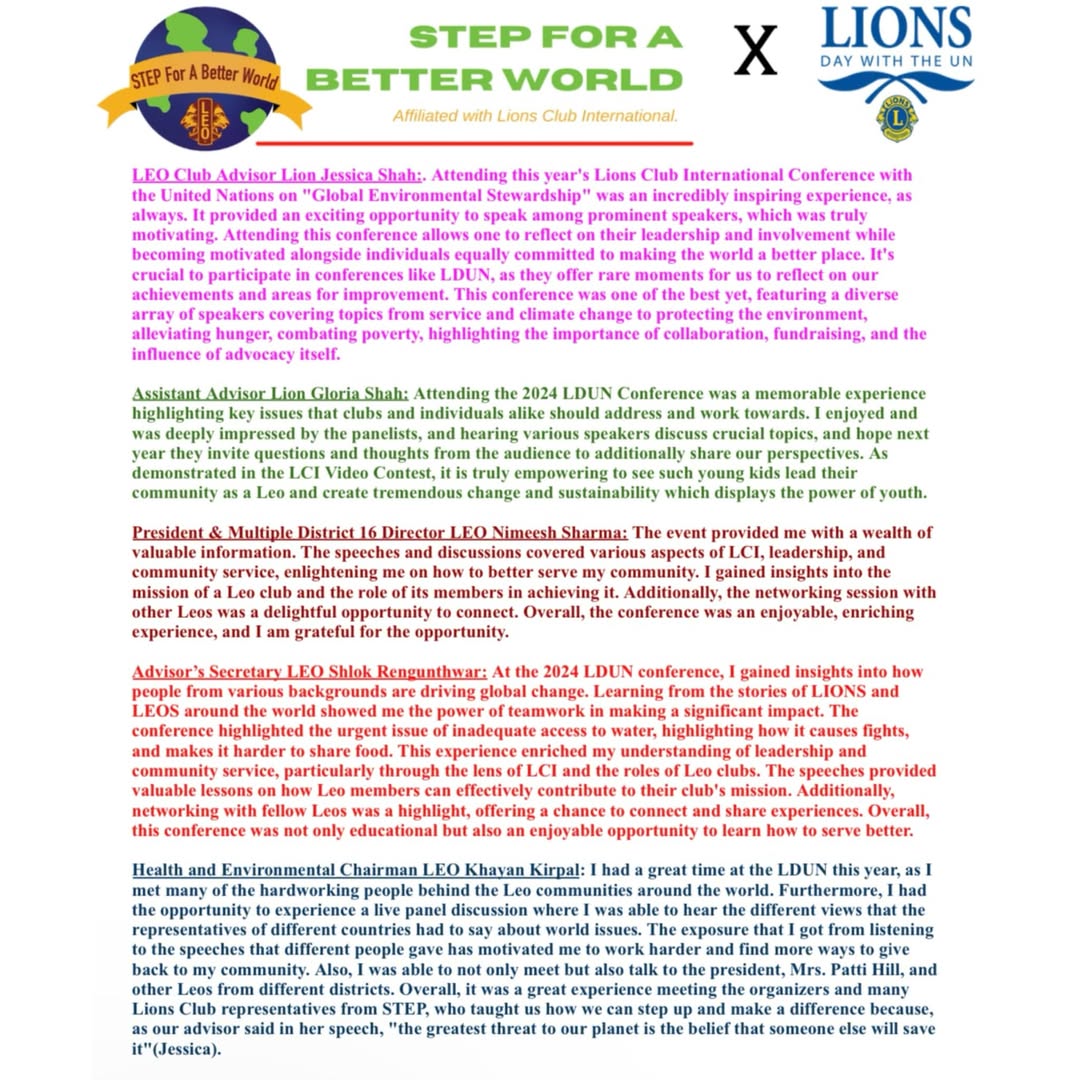 STEP FOR A
BETTER WORLD
Affiliated with Lions Club International.
STEP For A Better World
LEO
X
LIONS
DAY WITH THE UN
LIONS
L
LEO Club Advisor Lion Jessica Shah:. Attending this year's Lions Club International Conference with
the United Nations on "Global Environmental Stewardship" was an incredibly inspiring experience, as
always. It provided an exciting opportunity to speak among prominent speakers, which was truly
motivating. Attending this conference allows one to reflect on their leadership and involvement while
becoming motivated alongside individuals equally committed to making the world a better place. It's
crucial to participate in conferences like LDUN, as they offer rare moments for us to reflect on our
achievements and areas for improvement. This conference was one of the best yet, featuring a diverse
array of speakers covering topics from service and climate change to protecting the environment,
alleviating hunger, combating poverty, highlighting the importance of collaboration, fundraising, and the
influence of advocacy itself.
Assistant Advisor Lion Gloria Shah: Attending the 2024 LDUN Conference was a memorable experience
highlighting key issues that clubs and individuals alike should address and work towards. I enjoyed and
was deeply impressed by the panelists, and hearing various speakers discuss crucial topics, and hope next
year they invite questions and thoughts from the audience to additionally share our perspectives. As
demonstrated in the LCI Video Contest, it is truly empowering to see such young kids lead their
community as a Leo and create tremendous change and sustainability which displays the power of youth.
President & Multiple District 16 Director LEO Nimeesh Sharma: The event provided me with a wealth of
valuable information. The speeches and discussions covered various aspects of LCI, leadership, and
community service, enlightening me on how to better serve my community. I gained insights into the
mission of a Leo club and the role of its members in achieving it. Additionally, the networking session with
other Leos was a delightful opportunity to connect. Overall, the conference was an enjoyable, enriching
experience, and I am grateful for the opportunity.
Advisor’s Secretary LEO Shlok Rengunthwar: At the 2024 LDUN conference, I gained insights into how
people from various backgrounds are driving global change. Learning from the stories of LIONS and
LEOS around the world showed me the power of teamwork in making a significant impact. The
conference highlighted the urgent issue of inadequate access to water, highlighting how it causes fights,
and makes it harder to share food. This experience enriched my understanding of leadership and
community service, particularly through the lens of LCI and the roles of Leo clubs. The speeches provided
valuable lessons on how Leo members can effectively contribute to their club's mission. Additionally,
networking with fellow Leos was a highlight, offering a chance to connect and share experiences. Overall,
this conference was not only educational but also an enjoyable opportunity to learn how to serve better.
Health and Environmental Chairman LEO Khayan Kirpal: I had a great time at the LDUN this year, as I
met many of the hardworking people behind the Leo communities around the world. Furthermore, I had
the opportunity to experience a live panel discussion where I was able to hear the different views that the
representatives of different countries had to say about world issues. The exposure that I got from listening
to the speeches that different people gave has motivated me to work harder and find more ways to give
back to my community. Also, I was able to not only meet but also talk to the president, Mrs. Patti Hill, and
other Leos from different districts. Overall, it was a great experience meeting the organizers and many
Lions Club representatives from STEP, who taught us how we can step up and make a difference because,
as our advisor said in her speech, "the greatest threat to our planet is the belief that someone else will save
it"(Jessica).